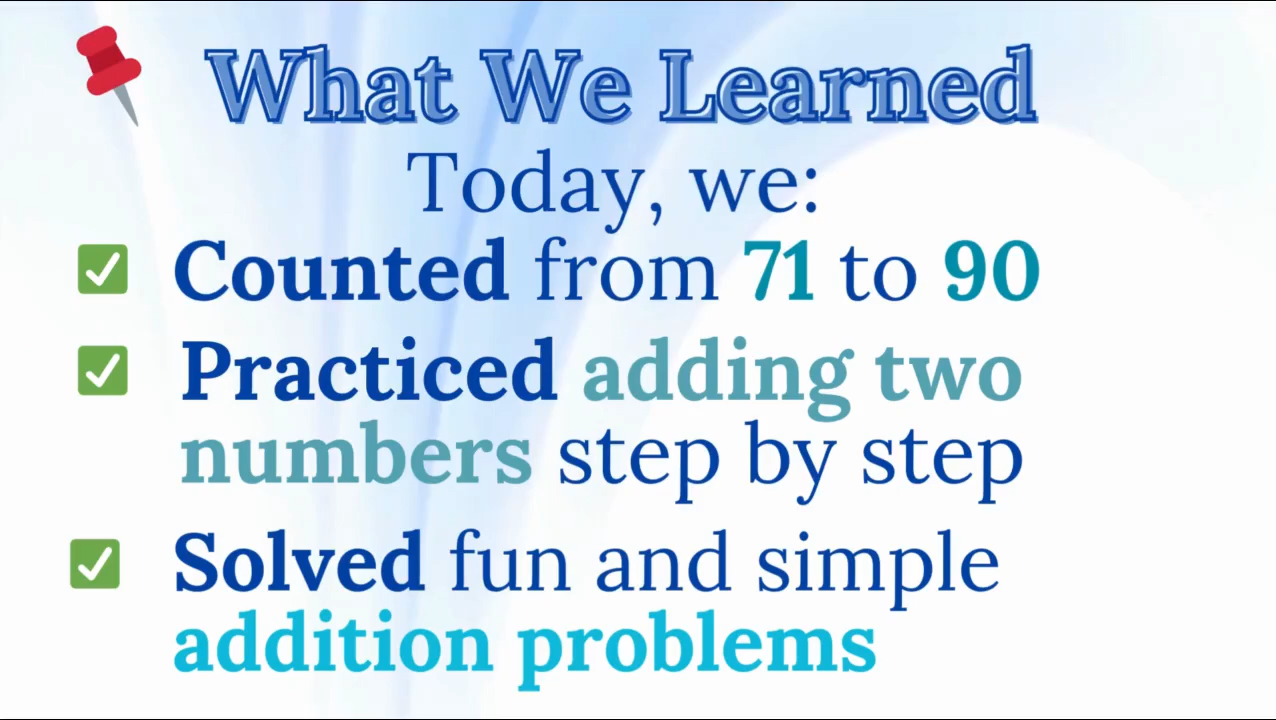 What We Learned
Today, we:
Counted from 71 to 90
Practiced adding two
numbers step by step
Solved fun and simple
addition problems